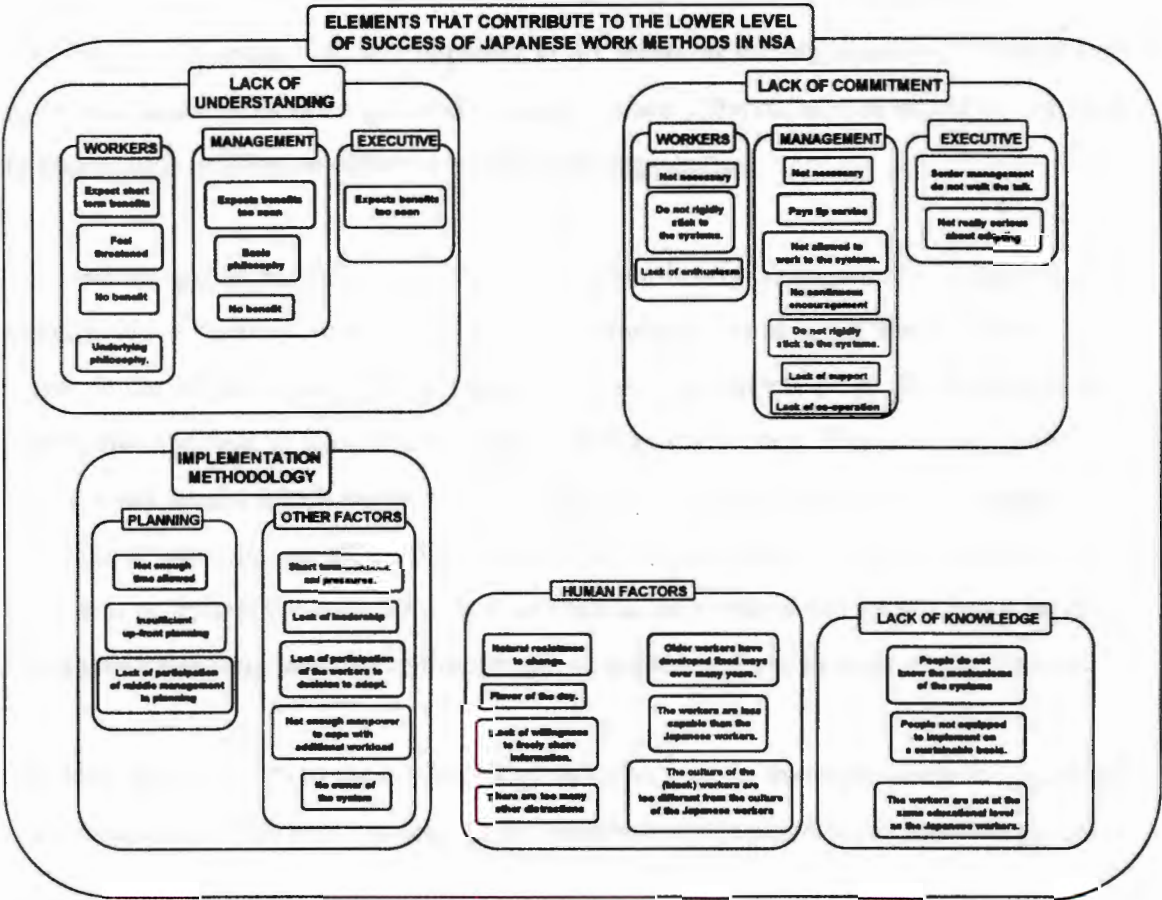 ELEMENTS THAT CONTRIBUTE TO THE LOWER LEVEL
OF SUCCESS OF JAPANESE WORK METHODS IN NSA
LACK OF
UNDERSTANDING
WORKERS
Expect short
term benefits
Feel
threatened
No benefit
Underlying
philosophy.
MANAGEMENT
Expects benefits
too soon
Basic
philosophy
No benefit
EXECUTIVE
Expects benefits
too soon
LACK OF COMMITMENT
WORKERS
Not necessary
Do not rigidly
stick to
the systems.
Lack of enthusiasm
MANAGEMENT
Not necessary
Pays lip service
Not allowed to
work to the systems.
No continuous
encouragement
Do not rigidly
stick to the systems.
Lack of support
Lack of co-operation
EXECUTIVE
Senior management
do not walk the talk.
Not really serious
about adopting
IMPLEMENTATION
METHODOLOGY
PLANNING
Not enough
time allowed
Insufficient
up-front planning
Lack of participation
of middle management
in planning
OTHER FACTORS
Short term
pressures.
Lack of leadership
Lack of participation
of the workers to
decision to adopt.
Not enough manpower
to cope with
additional workload
No owner of
the system
HUMAN FACTORS
Natural resistance
Flavor of the day.
Lack of willingness
to freely share
information.
There are too many
other distractions
Older workers have
fixed way
over many years.
The workers are less
capable than the
Japanese workers.
The culture of the
(black) workers are
too different from the culture
of the Japanese workers
LACK OF KNOWLEDGE
People do not
know the mechanisms
of the systems
People not equipped
to implement on
a sustainable basis.
The workers are not at the
same educational level
as the Japanese workers.